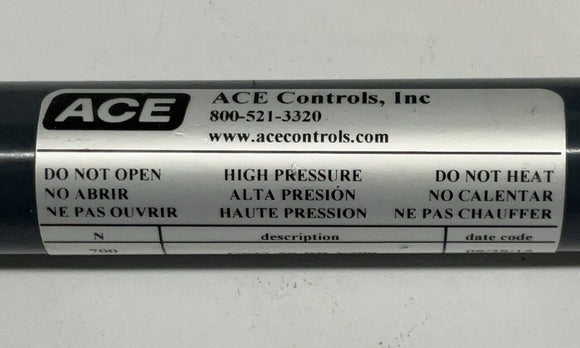 ACE
ACE Controls, Inc
800-521-3320
www.acecontrols.com
DO NOT OPEN HIGH PRESSURE DO NOT HEAT
NO ABRIR ALTA PRESIÓN NO CALENTAR
NE PAS OUVRIR HAUTE PRESSION NE PAS CHAUFFER
N description date code